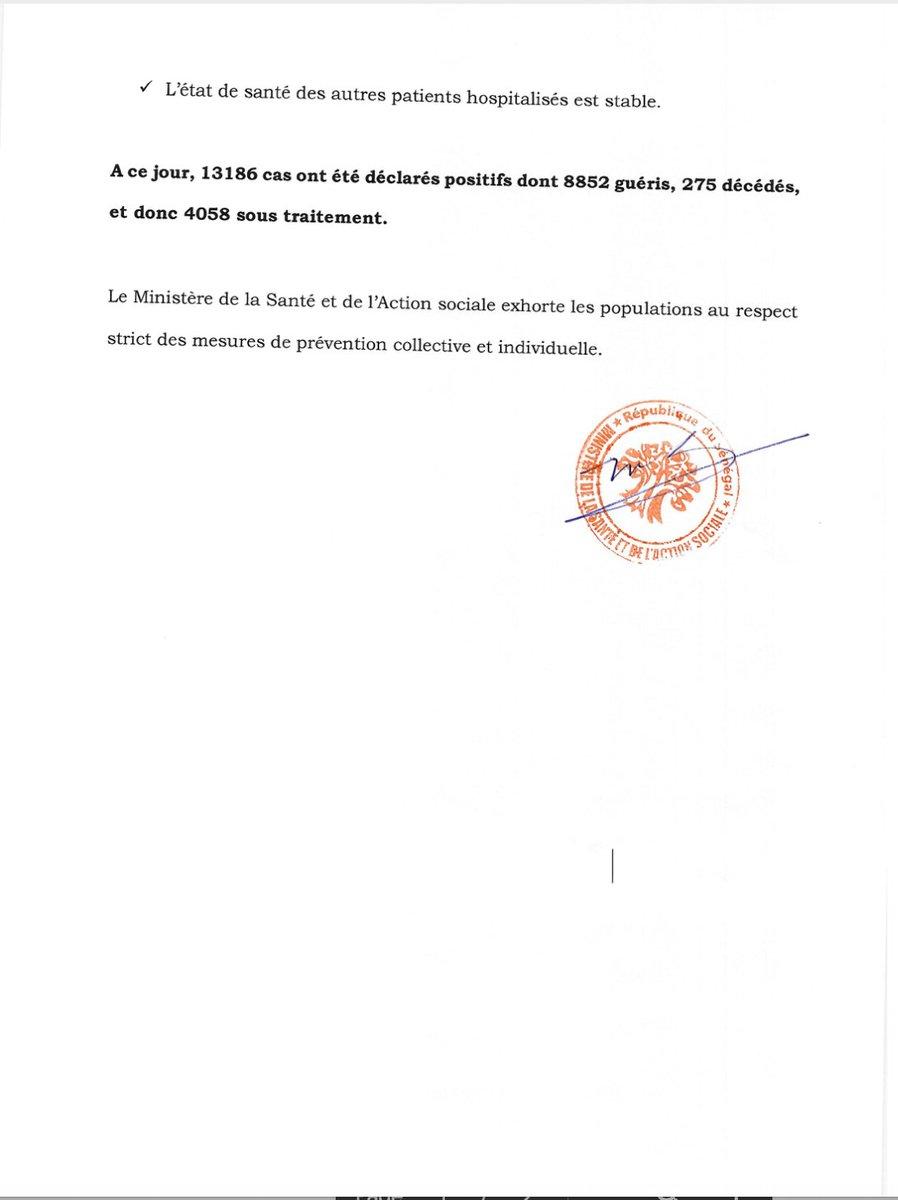 ✓ L'état de santé des autres patients hospitalisés est stable.
A ce jour, 13186 cas ont été déclarés positifs dont 8852 guéris, 275 décédés,
et donc 4058 sous traitement.
Le Ministère de la Santé et de l'Action sociale exhorte les populations au respect
strict des mesures de prévention collective et individuelle.
★ République du Sénégal ★
MINISTERE DE LA SANTÉ ET DE L'ACTION SOCIALE